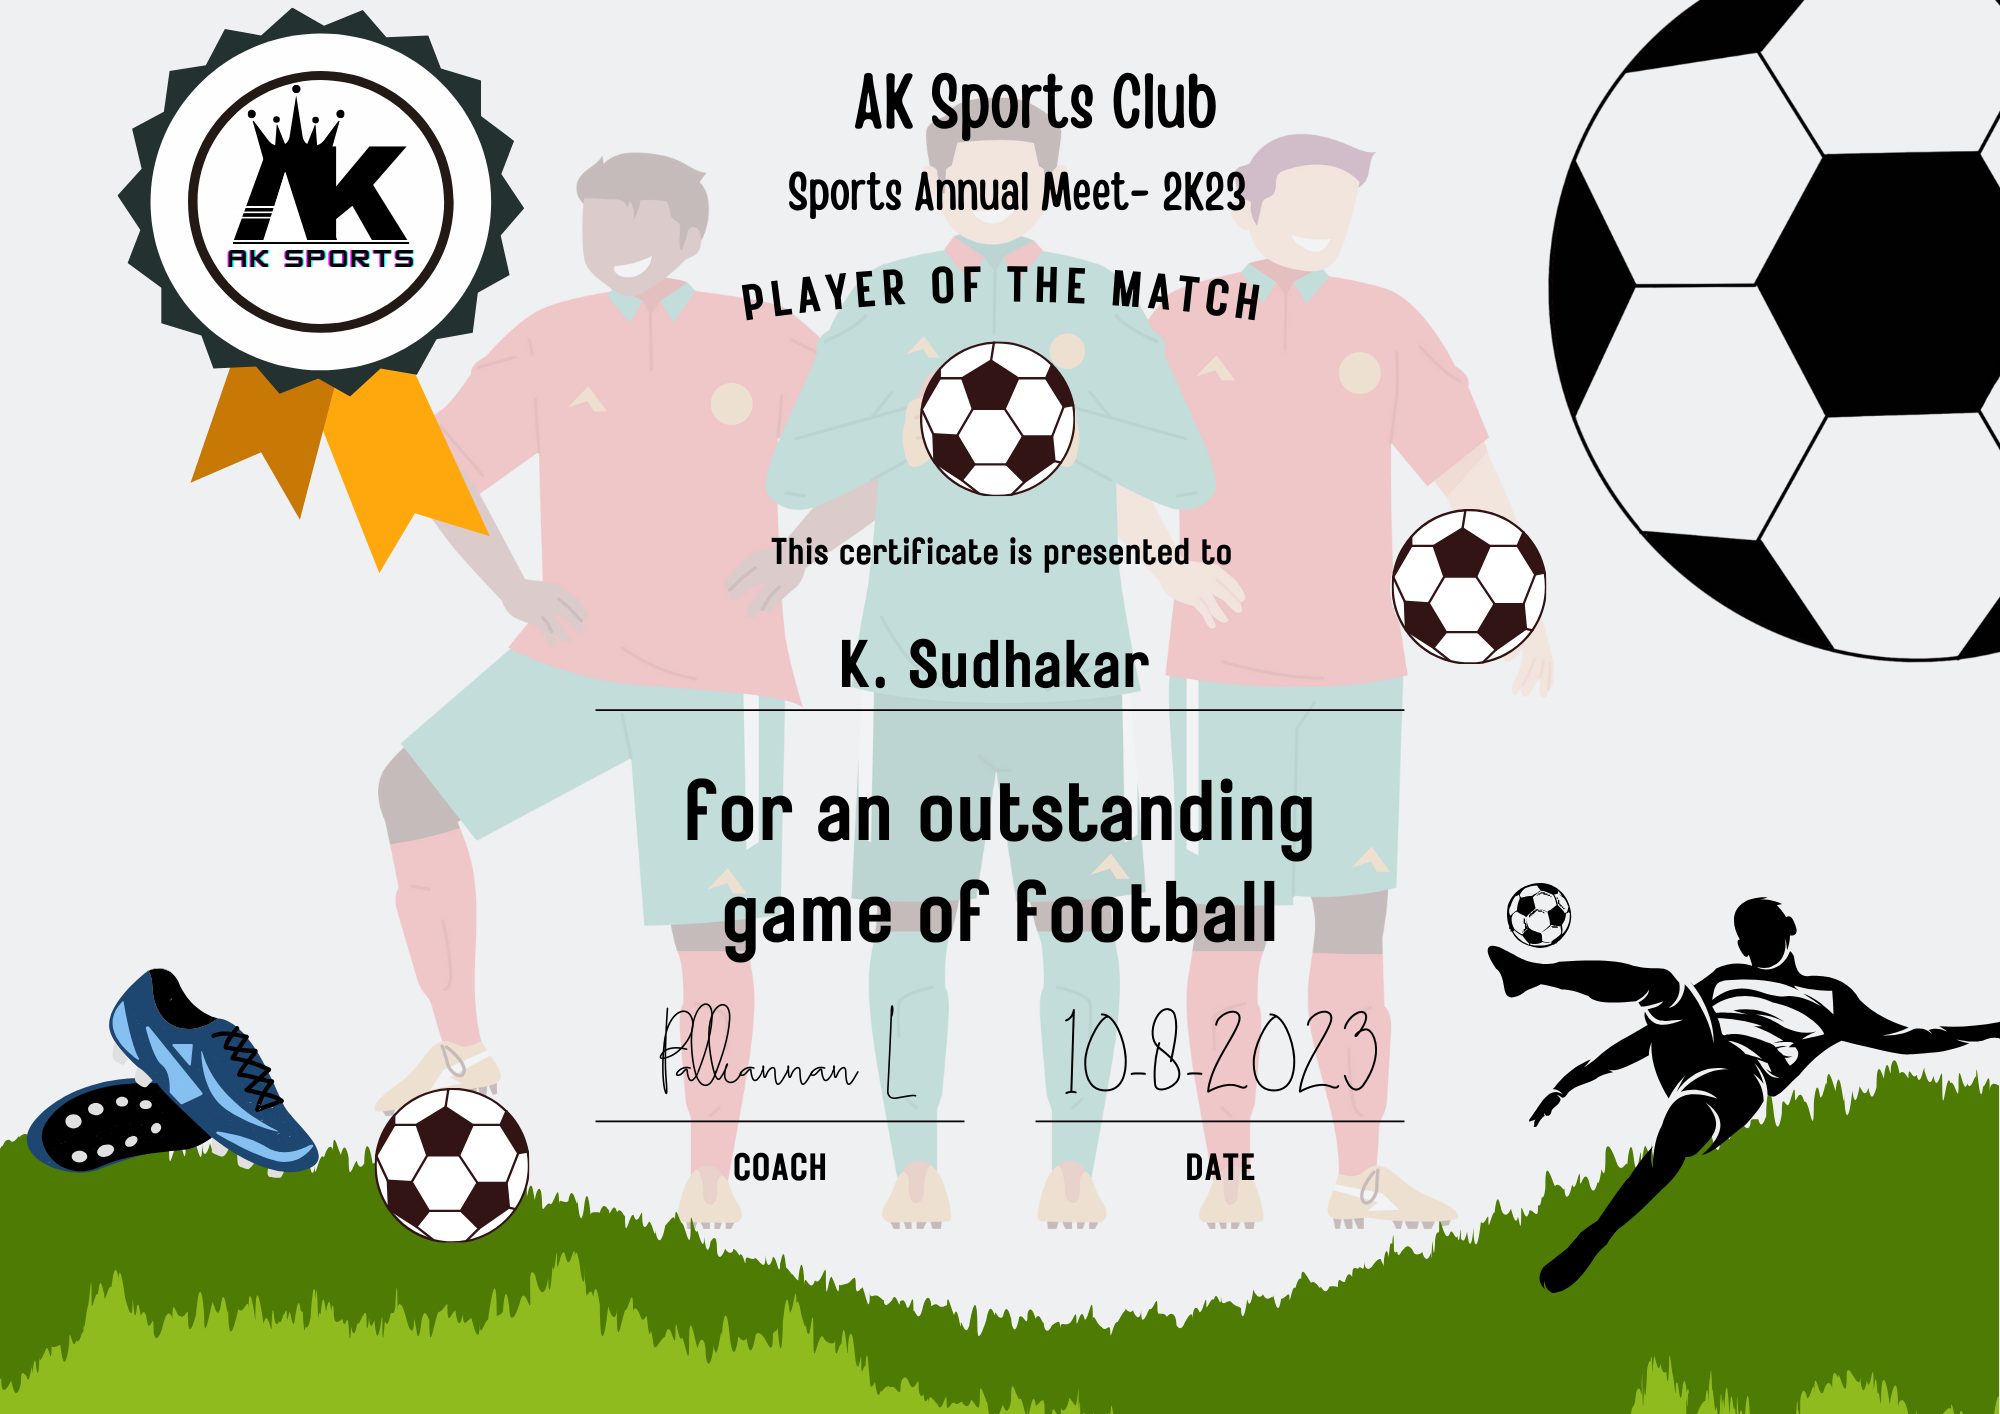 AK
AK SPORTS
AK Sports Club
Sports Annual Meet- 2K23
PLAYER OF THE MATCH
This certificate is presented to
K. Sudhakar
for an outstanding
game of football
L 10-8-2023
COACH DATE